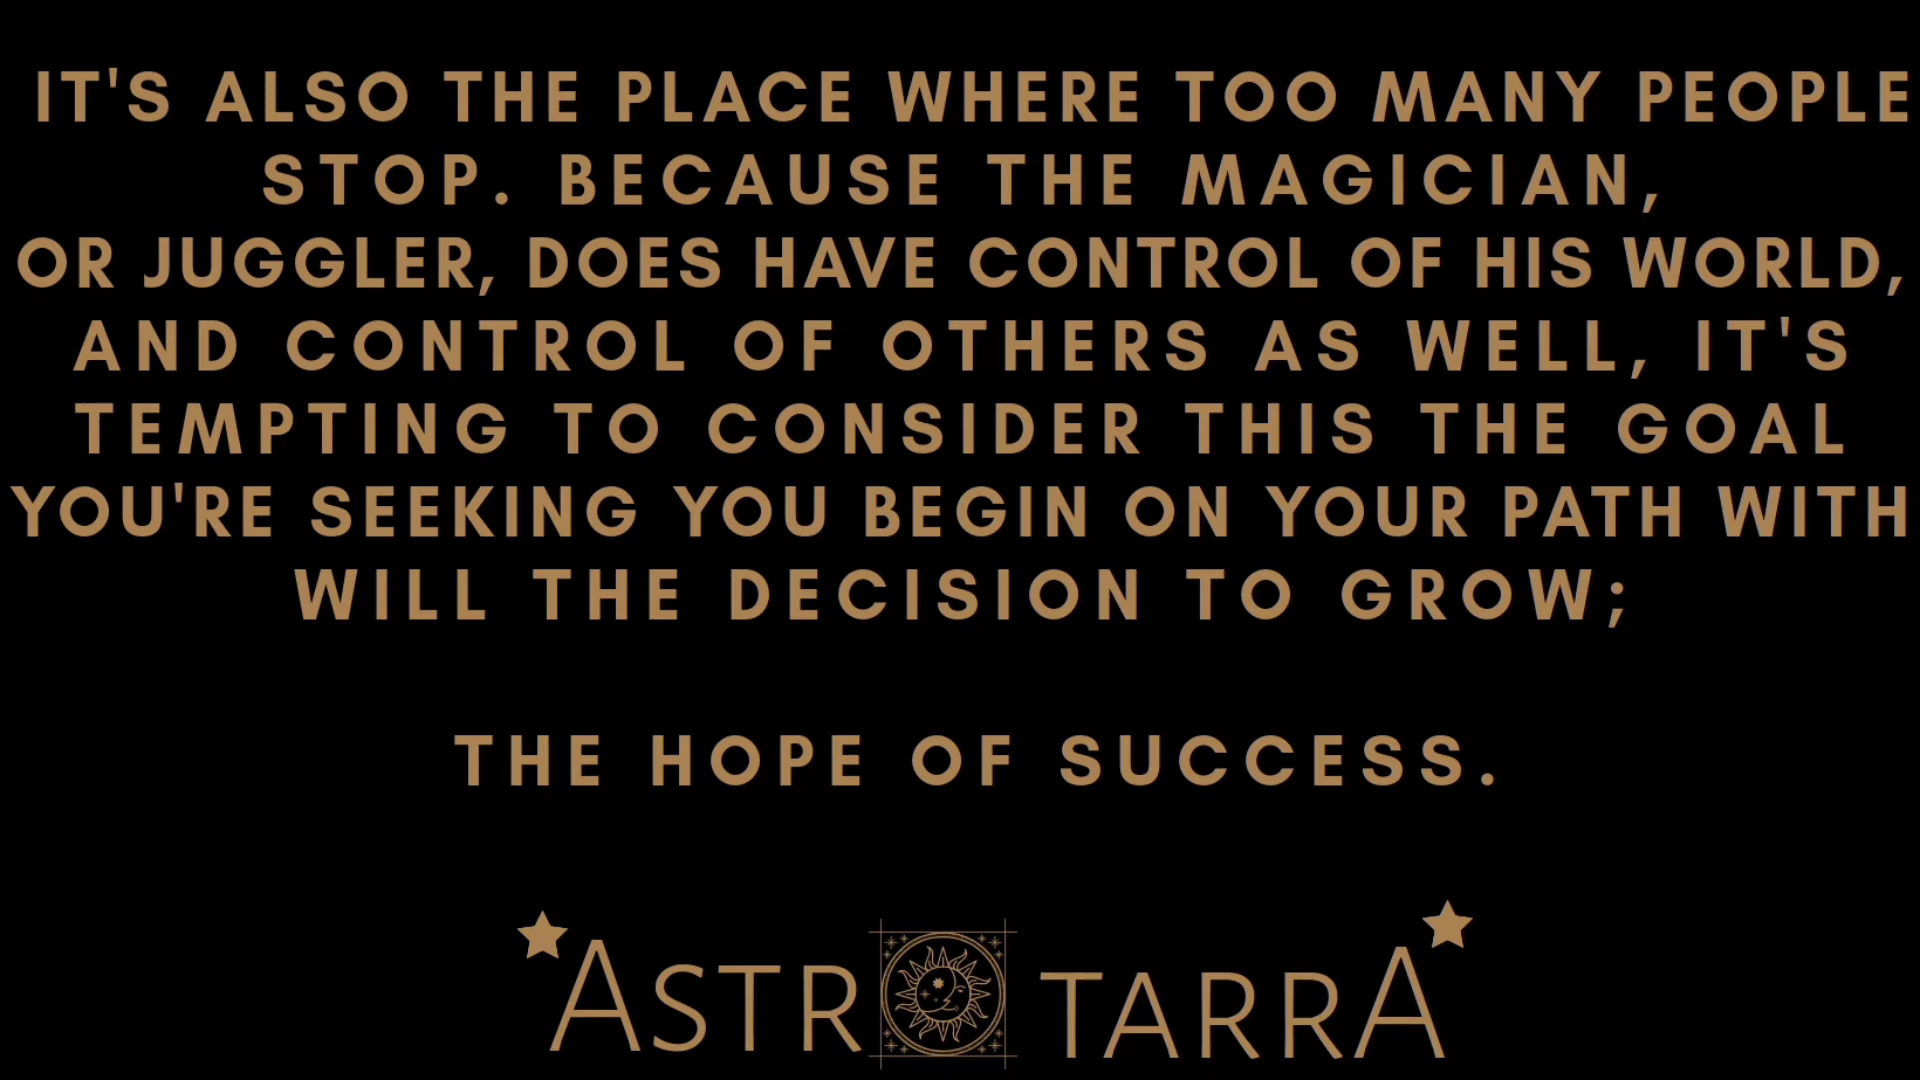 IT'S ALSO THE PLACE WHERE TOO MANY PEOPLE
STOP. BECAUSE THE MAGICIAN,
OR JUGGLER, DOES HAVE CONTROL OF HIS WORLD,
AND CONTROL OF OTHERS AS WELL, IT'S
TEMPTING TO CONSIDER THIS THE GOAL
YOU'RE SEEKING YOU BEGIN ON YOUR PATH WITH
WILL THE DECISION TO GROW;
THE HOPE OF SUCCESS.
ASTROTARRA